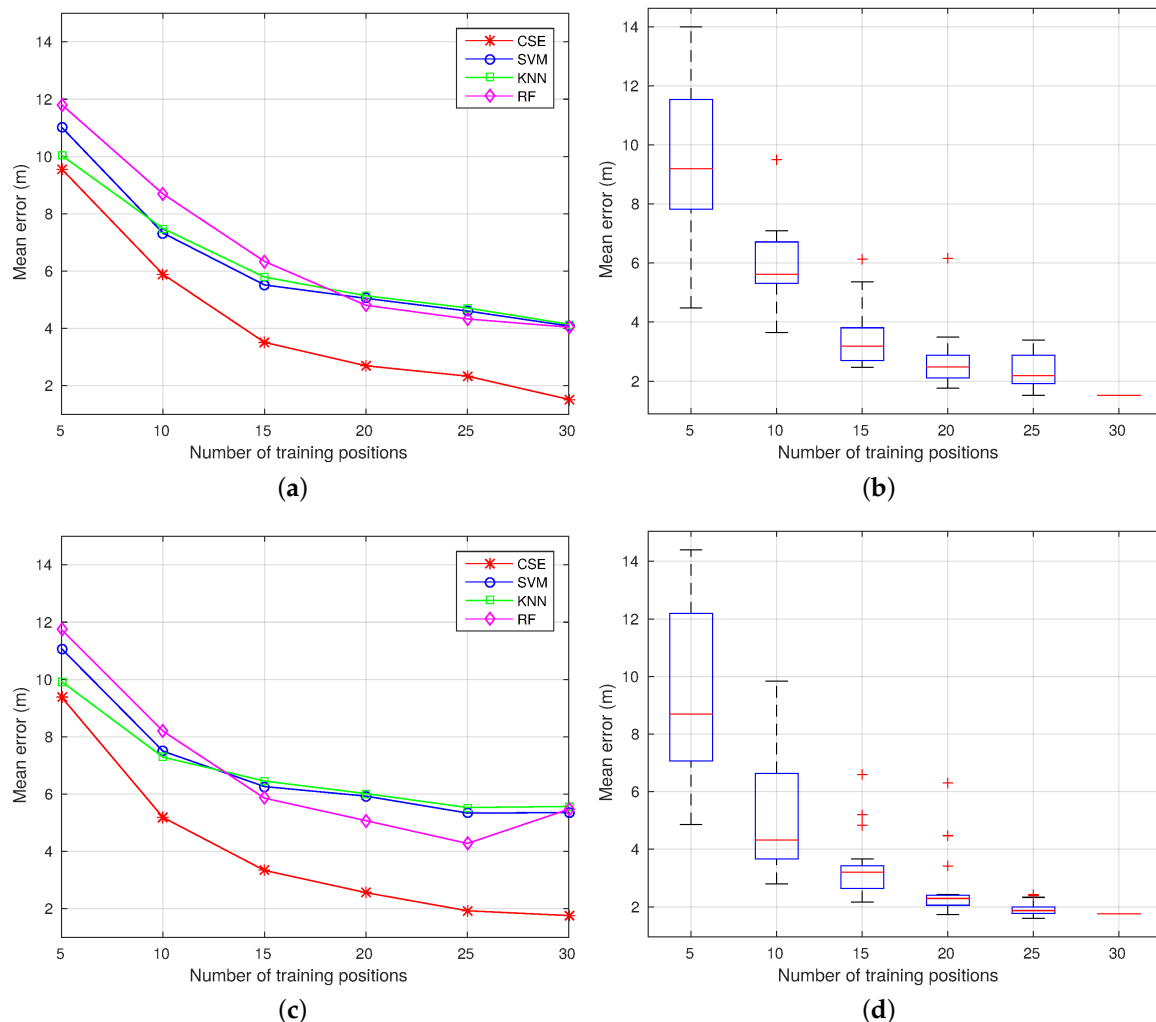 14
12
10
8
6
4
2
Mean error (m)
CSE
SVM
KNN
RF
5 10 15 20 25 30
Number of training positions
(a)
14
12
10
8
6
4
2
Mean error (m)
5 10 15 20 25 30
Number of training positions
(b)
14
12
10
8
6
4
2
Mean error (m)
CSE
SVM
KNN
RF
5 10 15 20 25 30
Number of training positions
(c)
14
12
10
8
6
4
2
Mean error (m)
5 10 15 20 25 30
Number of training positions
(d)